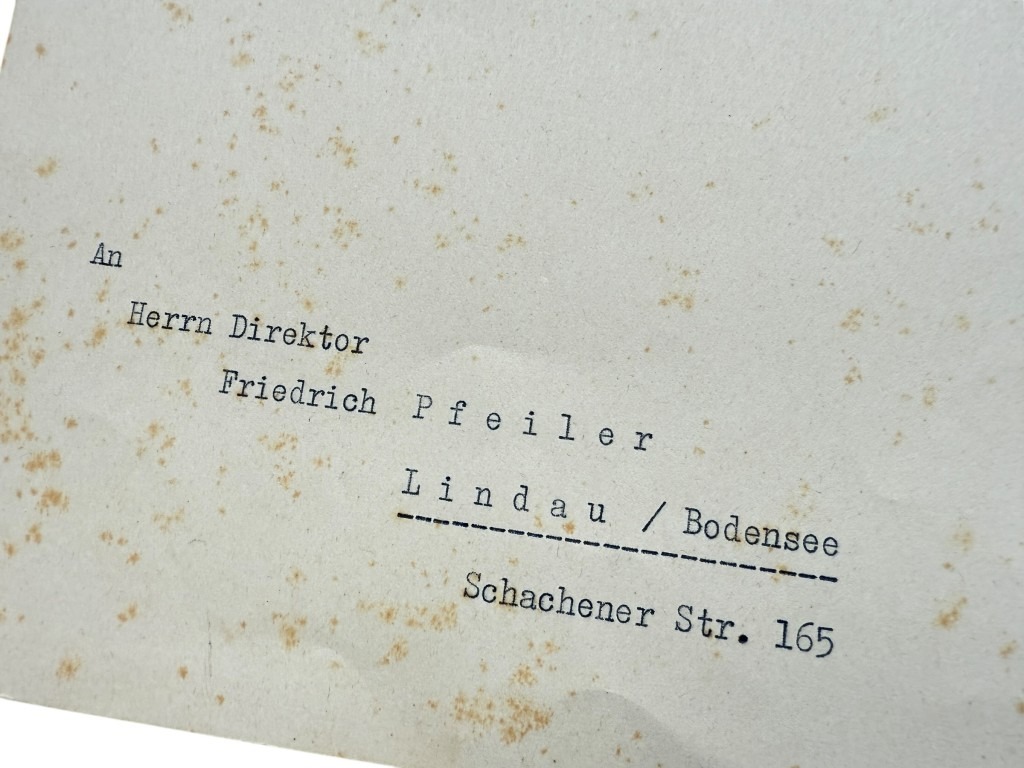 An
Herrn Direktor
Friedrich P f e i l e r
L i n d a u / Bodensee
Schachener Str. 165